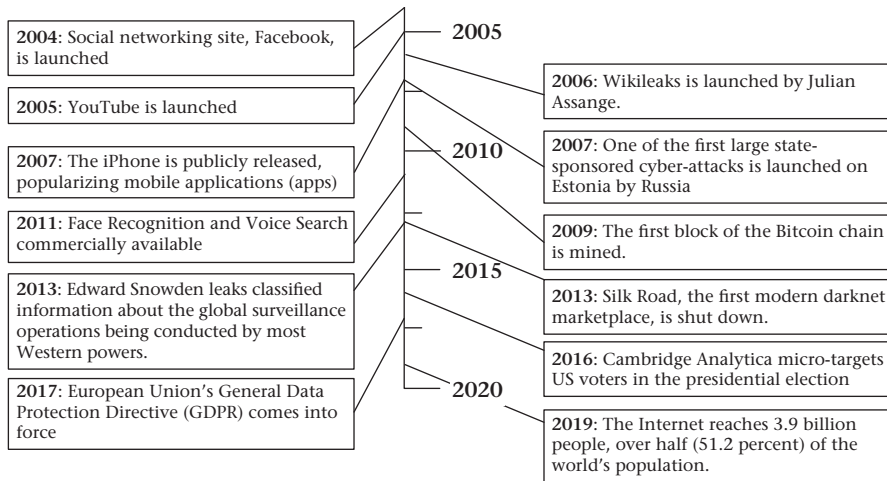 2004: Social networking site, Facebook,
is launched
2005: YouTube is launched
2007: The iPhone is publicly released,
popularizing mobile applications (apps)
2011: Face Recognition and Voice Search
commercially available
2013: Edward Snowden leaks classified
information about the global surveillance
operations being conducted by most
Western powers.
2017: European Union's General Data
Protection Directive (GDPR) comes into
force
2005
2010
2015
2020
2006: Wikileaks is launched by Julian
Assange.
2007: One of the first large state-
sponsored cyber-attacks is launched on
Estonia by Russia
2009: The first block of the Bitcoin chain
is mined.
2013: Silk Road, the first modern darknet
marketplace, is shut down.
2016: Cambridge Analytica micro-targets
US voters in the presidential election
2019: The Internet reaches 3.9 billion
people, over half (51.2 percent) of the
world's population.